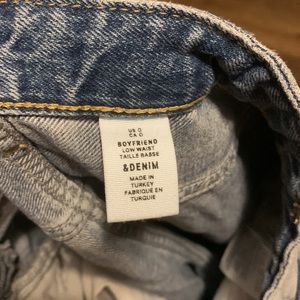 US 0
CA 0
BOYFRIEND
LOW WAIST
TAILLE BASSE
&DENIM
MADE IN
TURKEY
FABRIQUÉ EN
TURQUIE